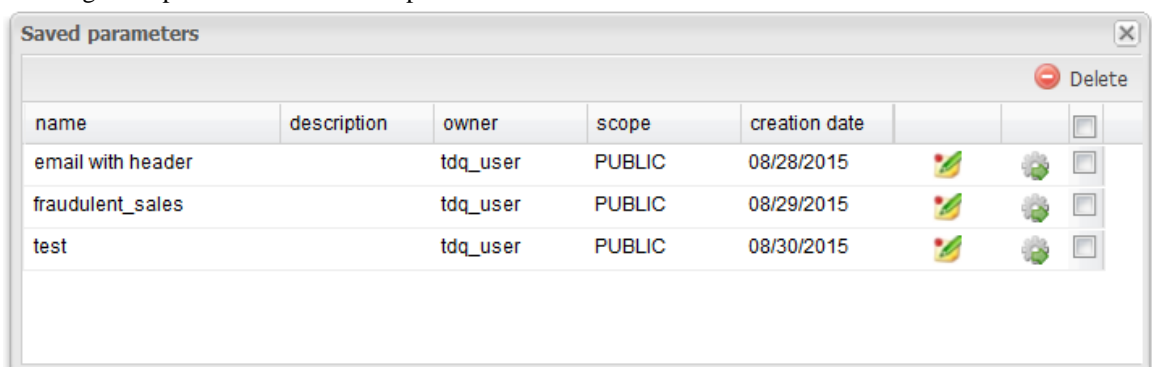 Saved parameters
Delete
name description owner scope creation date
email with header tdq_user PUBLIC 08/28/2015
fraudulent_sales tdq_user PUBLIC 08/29/2015
test tdq_user PUBLIC 08/30/2015